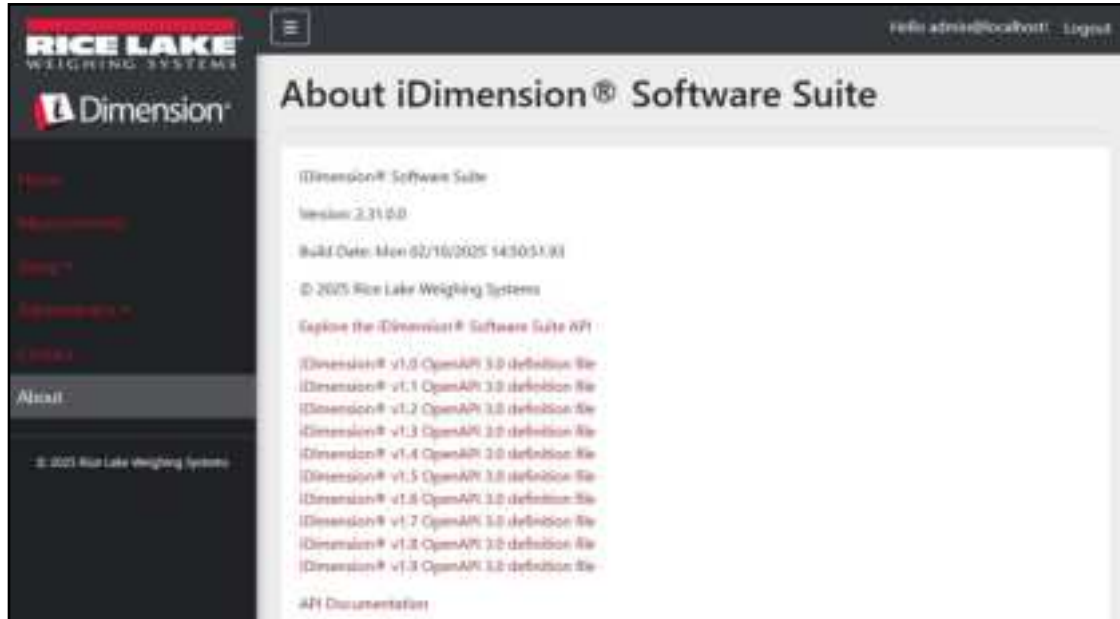 RICE LAKE
WEIGHING SYSTEMS
iDimension®
Home
Measurements
About
© 2025 Rice Lake Weighing Systems
Hello admin@localhost! Logout
About iDimension® Software Suite
iDimension® Software Suite
Version: 2.31.0.0
Build Date: Mon 02/10/2025 14:50:51.93
© 2025 Rice Lake Weighing Systems
Explore the iDimension® Software Suite API
iDimension® v1.0 OpenAPI 3.0 definition file
iDimension® v1.1 OpenAPI 3.0 definition file
iDimension® v1.2 OpenAPI 3.0 definition file
iDimension® v1.3 OpenAPI 3.0 definition file
iDimension® v1.4 OpenAPI 3.0 definition file
iDimension® v1.5 OpenAPI 3.0 definition file
iDimension® v1.6 OpenAPI 3.0 definition file
iDimension® v1.7 OpenAPI 3.0 definition file
iDimension® v1.8 OpenAPI 3.0 definition file
iDimension® v1.9 OpenAPI 3.0 definition file
API Documentation